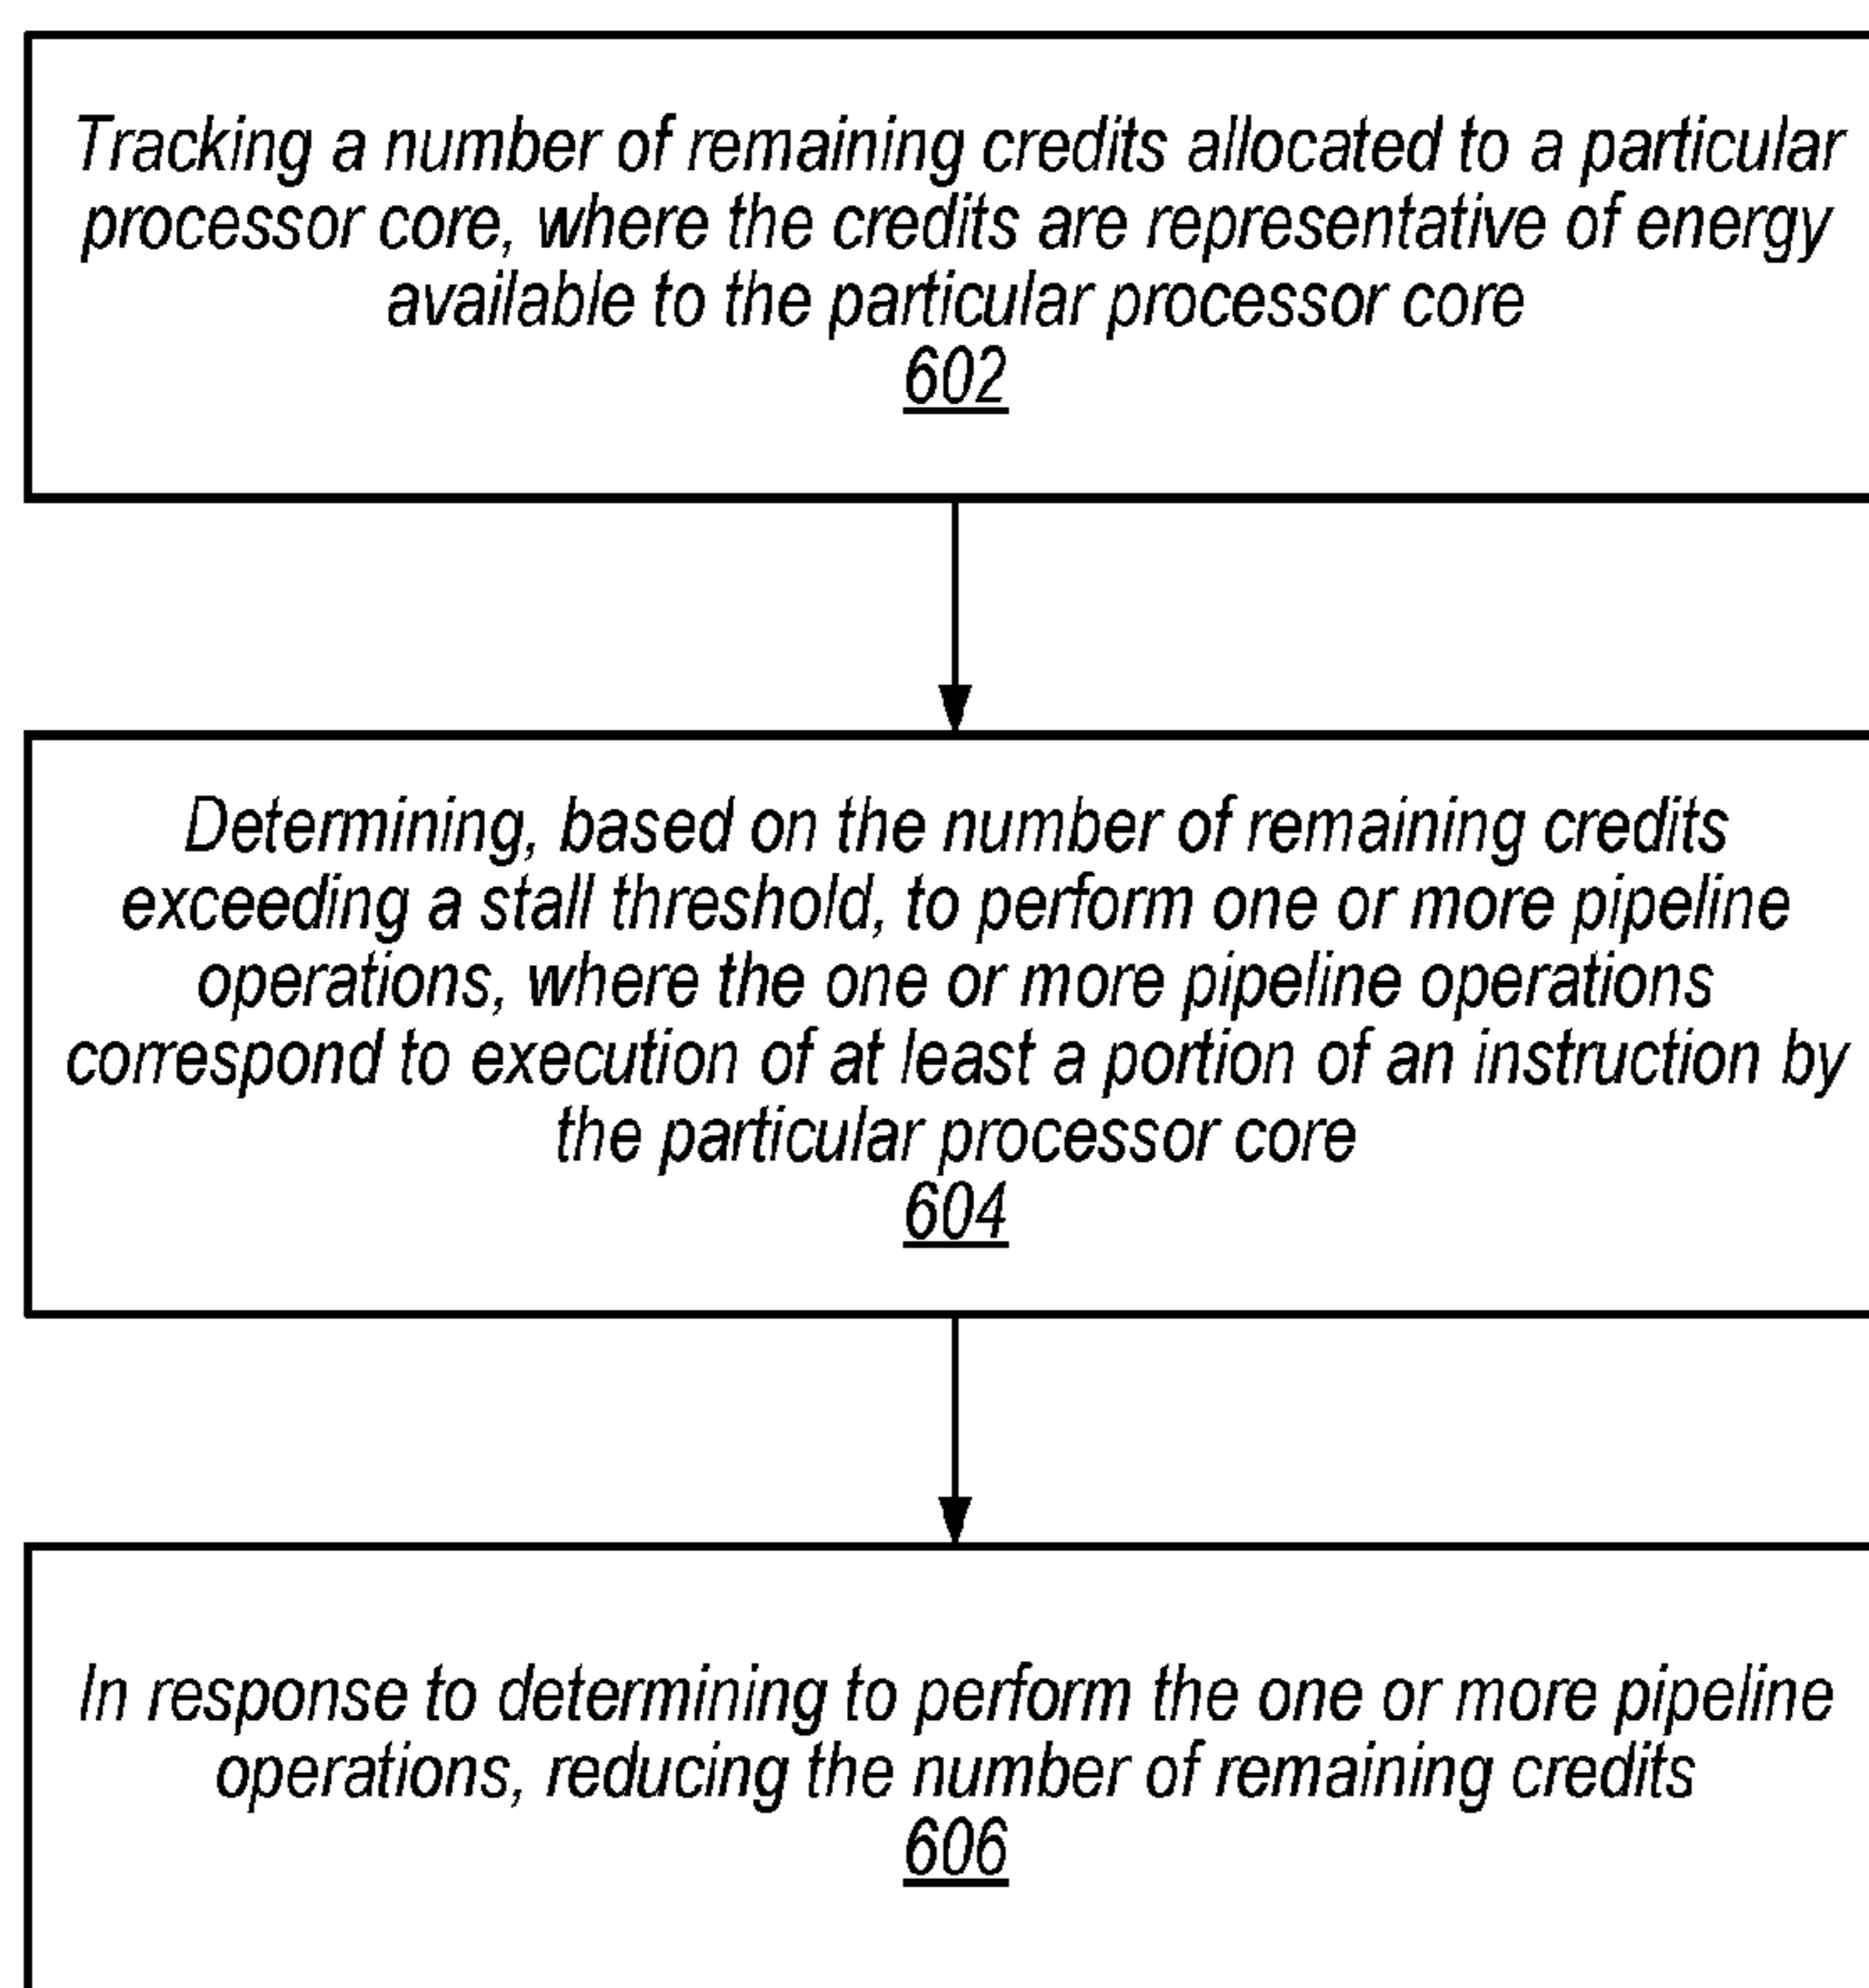 Tracking a number of remaining credits allocated to a particular
processor core, where the credits are representative of energy
available to the particular processor core
602
Determining, based on the number of remaining credits
exceeding a stall threshold, to perform one or more pipeline
operations, where the one or more pipeline operations
correspond to execution of at least a portion of an instruction by
the particular processor core
604
In response to determining to perform the one or more pipeline
operations, reducing the number of remaining credits
606